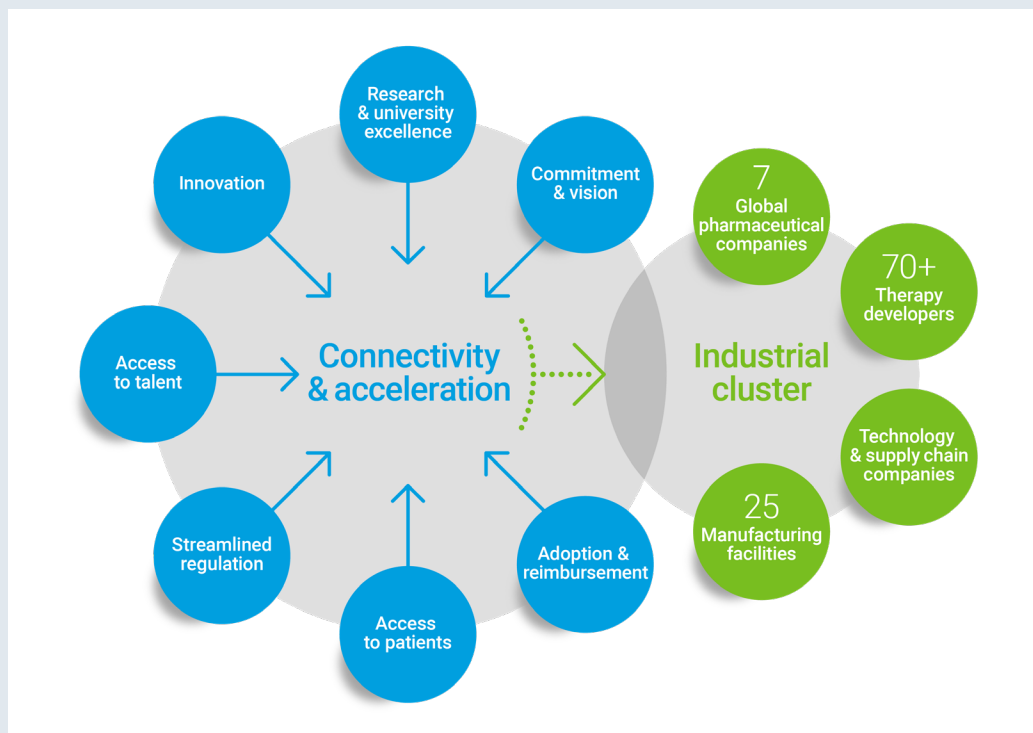 Research
& university
excellence
Innovation
Commitment
& vision
Access
to talent
Connectivity
& acceleration
Streamlined
regulation
Access
to patients
Adoption &
reimbursement
7
Global
pharmaceutical
companies
70+
Therapy
developers
Industrial
cluster
Technology
& supply chain
companies
25
Manufacturing
facilities